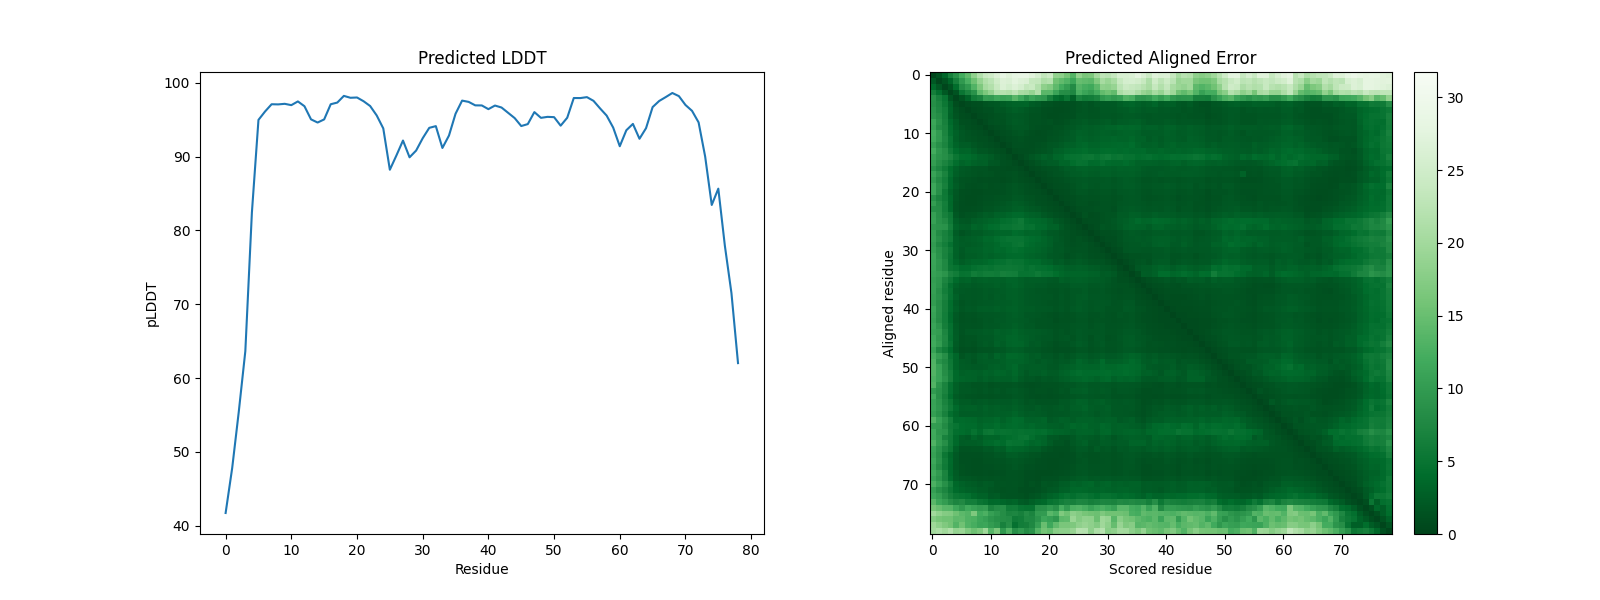 Predicted LDDT
100
90
80
70
60
50
40
pLDDT
0 10 20 30 40 50 60 70 80
Residue
Predicted Aligned Error
0
10
20
30
40
50
60
70
Aligned residue
0 10 20 30 40 50 60 70
Scored residue
30
25
20
15
10
5
0